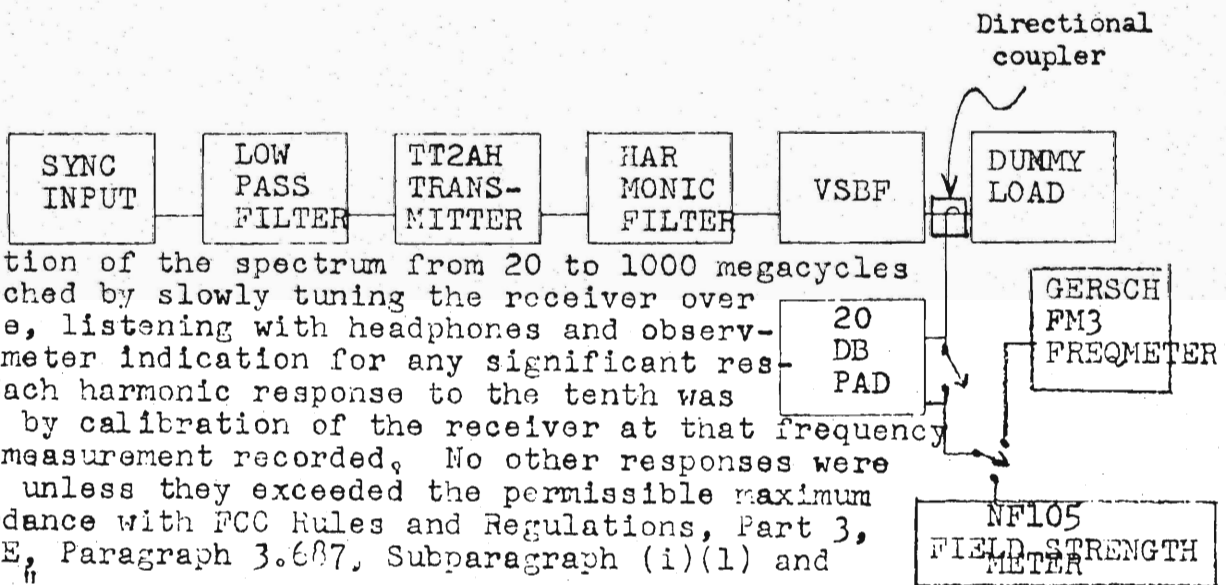 Directional
coupler
SYNC
INPUT
LOW
PASS
FILTER
TT2AH
TRANS-
MITTER
HAR
MONIC
FILTER
VSBF
DUMMY
LOAD
tion of the spectrum from 20 to 1000 megacycles
ched by slowly tuning the receiver over
e, listening with headphones and observ-
meter indication for any significant res-
ach harmonic response to the tenth was
by calibration of the receiver at that frequency
measurement recorded. No other responses were
unless they exceeded the permissible maximum
dance with FCC Rules and Regulations, Part 3,
E, Paragraph 3.687, Subparagraph (i)(1) and
"
20
DB
PAD
GERSCH
FM3
FREQMETER
NF105
FIELD STRENGTH
METER